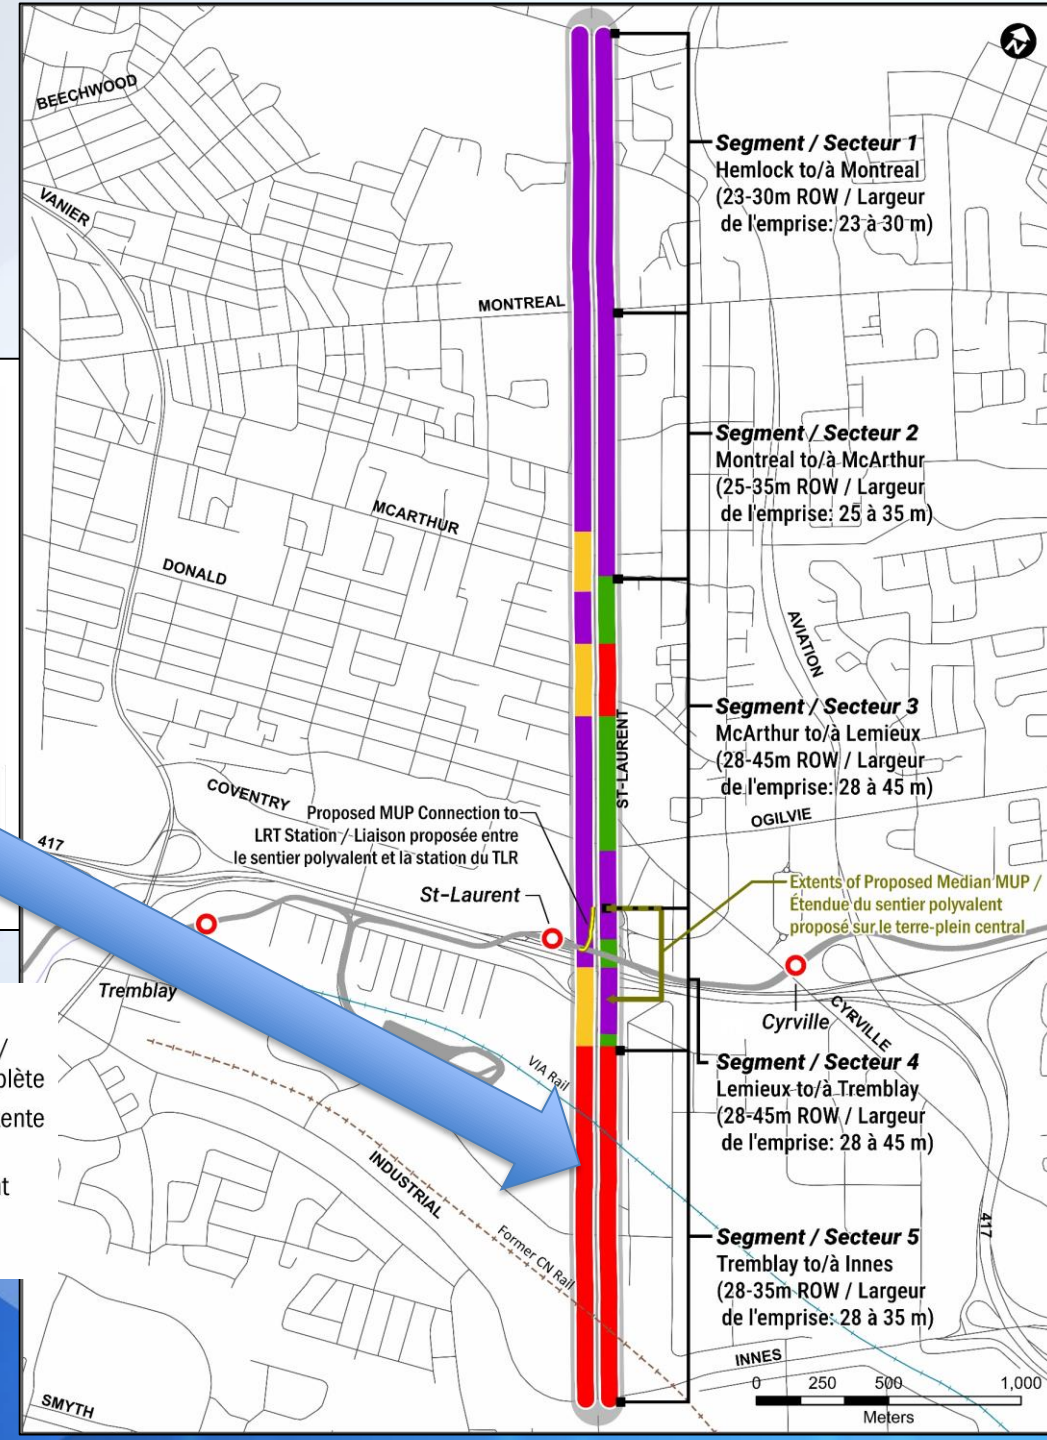 BEECHWOOD
VANIER
Segment / Secteur 1
Hemlock to/à Montreal
(23-30m ROW / Largeur
de l'emprise: 23 à 30 m)
MONTREAL
Segment / Secteur 2
Montreal to/à McArthur
(25-35m ROW / Largeur
de l'emprise: 25 à 35 m)
MCARTHUR
DONALD
AVIATION
Segment / Secteur 3
McArthur to/à Lemieux
(28-45m ROW / Largeur
de l'emprise: 28 à 45 m)
ST-LAURENT
COVENTRY
OGILVIE
Proposed MUP Connection to
LRT Station / Liaison proposée entre
le sentier polyvalent et la station du TLR
417
St-Laurent
Extents of Proposed Median MUP /
Étendue du sentier polyvalent
proposé sur le terre-plein central
Tremblay
Cyrville
CYRVILLE
VIA Rail
Segment / Secteur 4
Lemieux to/à Tremblay
(28-45m ROW / Largeur
de l'emprise: 28 à 45 m)
INDUSTRIAL
Former CN Rail
417
Segment / Secteur 5
Tremblay to/à Innes
(28-35m ROW / Largeur
de l'emprise: 28 à 35 m)
INNES
SMYTH
0 250 500 1,000
Meters